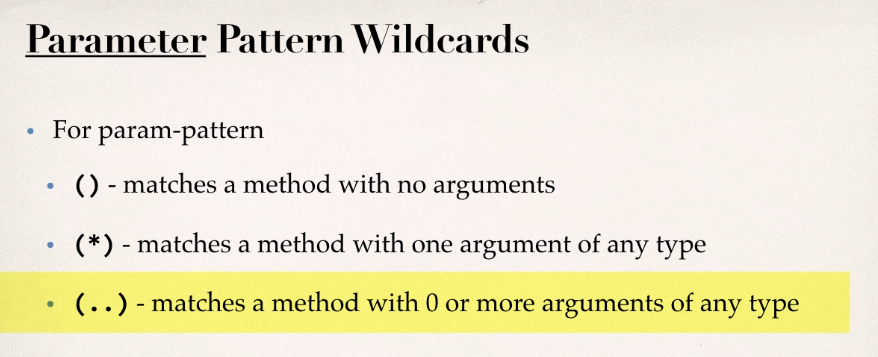 Parameter Pattern Wildcards
• For param-pattern
• () - matches a method with no arguments
• (*) - matches a method with one argument of any type
• (..) - matches a method with 0 or more arguments of any type